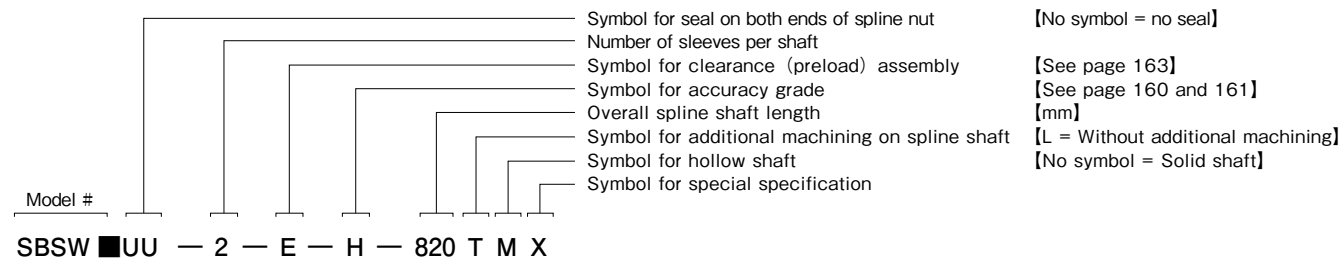 Symbol for seal on both ends of spline nut 【No symbol = no seal】
Number of sleeves per shaft
Symbol for clearance (preload) assembly 【See page 163】
Symbol for accuracy grade 【See page 160 and 161】
Overall spline shaft length 【mm】
Symbol for additional machining on spline shaft 【L = Without additional machining】
Symbol for hollow shaft 【No symbol = Solid shaft】
Symbol for special specification
Model #
SBSW ■UU — 2 — E — H — 820 T M X